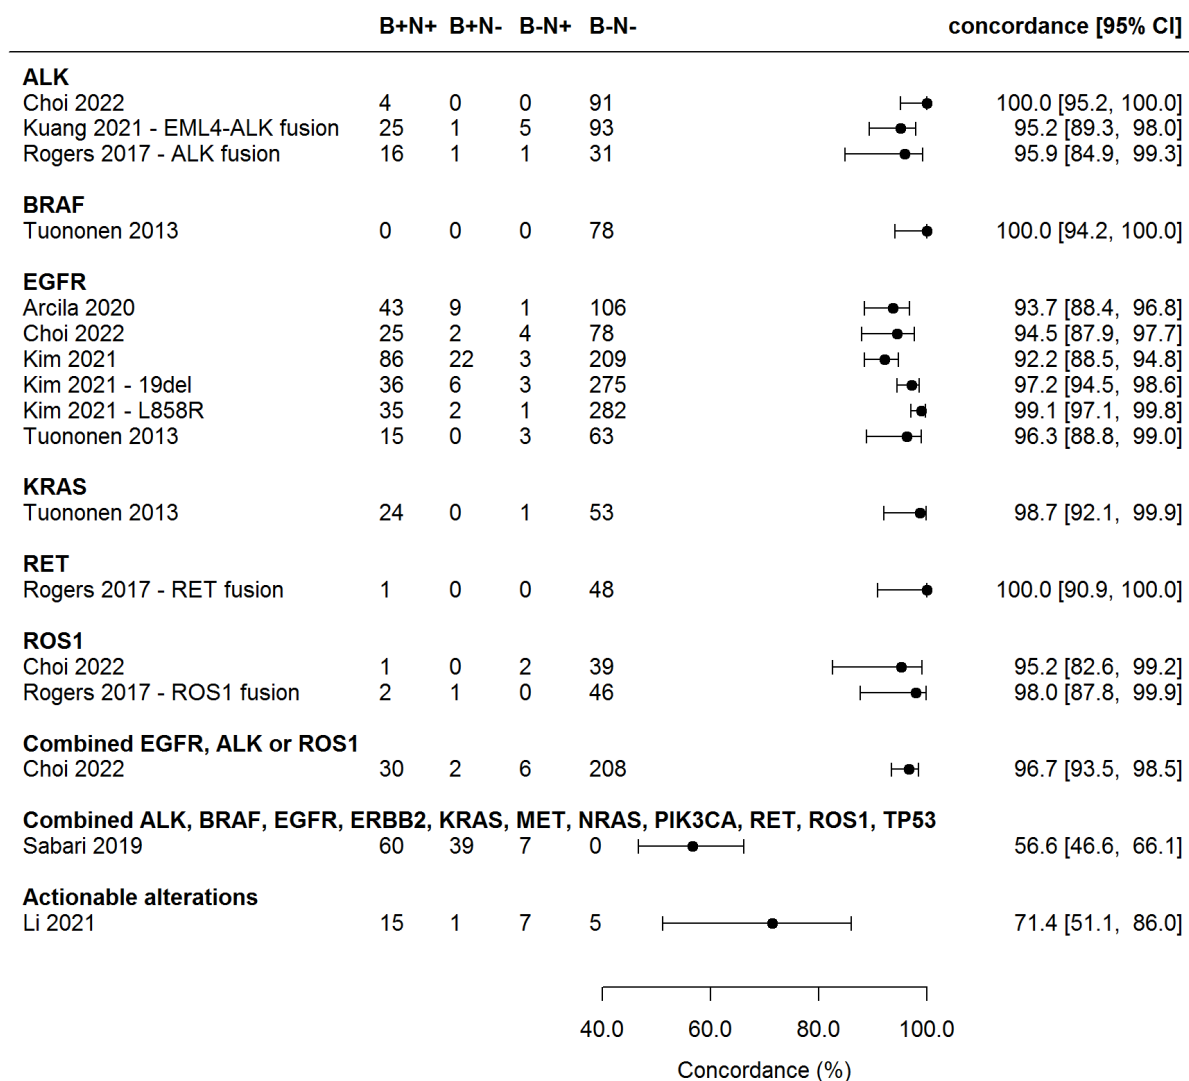 B+N+ B+N- B-N+ B-N- concordance [95% CI]
ALK
Choi 2022 4 0 0 91 100.0 [95.2, 100.0]
Kuang 2021 - EML4-ALK fusion 25 1 5 93 95.2 [89.3, 98.0]
Rogers 2017 - ALK fusion 16 1 1 31 95.9 [84.9, 99.3]
BRAF
Tuononen 2013 0 0 0 78 100.0 [94.2, 100.0]
EGFR
Arcila 2020 43 9 1 106 93.7 [88.4, 96.8]
Choi 2022 25 2 4 78 94.5 [87.9, 97.7]
Kim 2021 86 22 3 209 92.2 [88.5, 94.8]
Kim 2021 - 19del 36 6 3 275 97.2 [94.5, 98.6]
Kim 2021 - L858R 35 2 1 282 99.1 [97.1, 99.8]
Tuononen 2013 15 0 3 63 96.3 [88.8, 99.0]
KRAS
Tuononen 2013 24 0 1 53 98.7 [92.1, 99.9]
RET
Rogers 2017 - RET fusion 1 0 0 48 100.0 [90.9, 100.0]
ROS1
Choi 2022 1 0 2 39 95.2 [82.6, 99.2]
Rogers 2017 - ROS1 fusion 2 1 0 46 98.0 [87.8, 99.9]
Combined EGFR, ALK or ROS1
Choi 2022 30 2 6 208 96.7 [93.5, 98.5]
Combined ALK, BRAF, EGFR, ERBB2, KRAS, MET, NRAS, PIK3CA, RET, ROS1, TP53
Sabari 2019 60 39 7 0 56.6 [46.6, 66.1]
Actionable alterations
Li 2021 15 1 7 5 71.4 [51.1, 86.0]
40.0 60.0 80.0 100.0
Concordance (%)